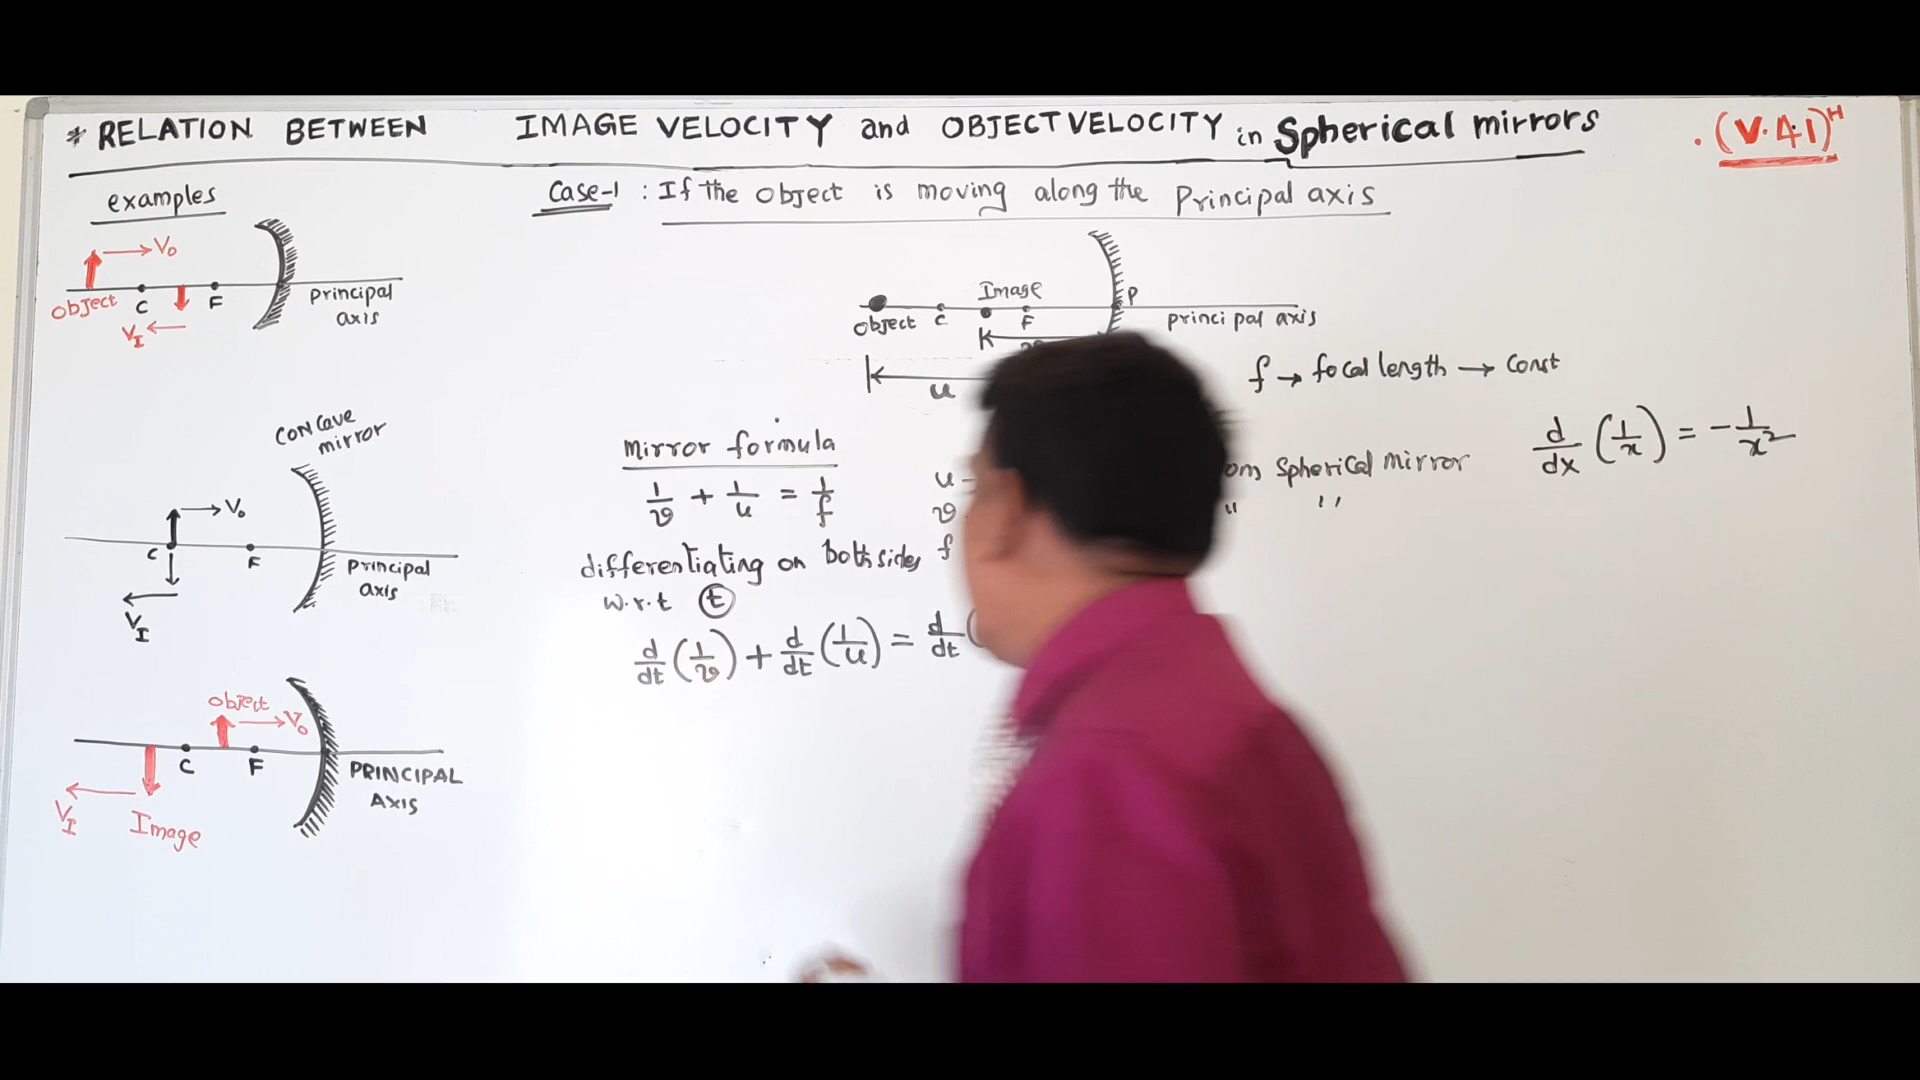 * RELATION BETWEEN IMAGE VELOCITY and OBJECT VELOCITY in Spherical mirrors
. (V.41)ᴴ
examples
V₀
object
C
F
principal
axis
V_I
Case-1 : If the object is moving along the Principal axis
Image
P
object
C
F
principal axis
u
f → focal length → const
concave
mirror
V₀
C
F
principal
axis
V_I
mirror formula
1/v + 1/u = 1/f
differentiating on both sides
w.r.t (t)
d/dt (1/v) + d/dt (1/u) = d/dt (
u -
v
f
Spherical mirror
" "
d/dx (1/x) = - 1/x²
object
V₀
C
F
PRINCIPAL
AXIS
V_I
Image